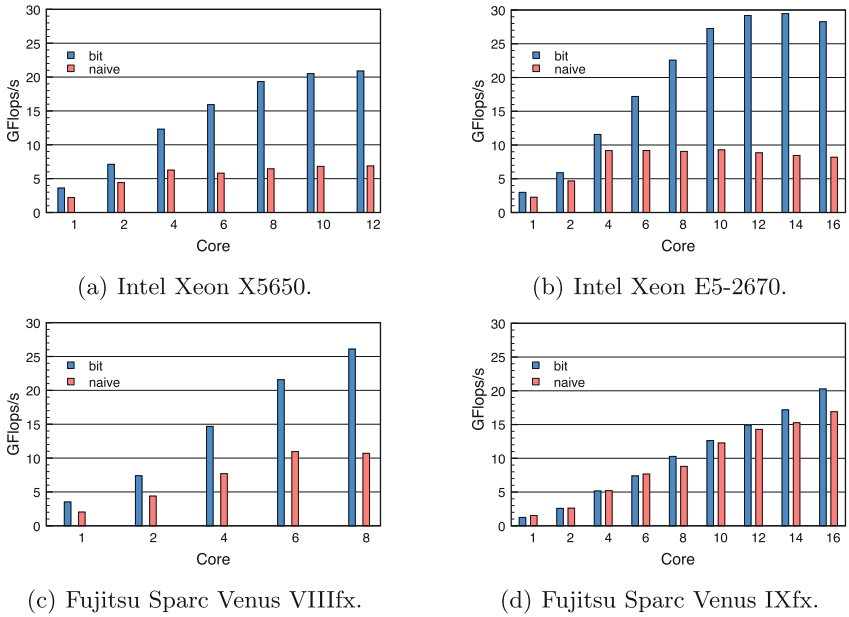 30
25
20
15
10
5
0
GFlops/s
bit
naive
1 2 4 6 8 10 12
Core
(a) Intel Xeon X5650.
30
25
20
15
10
5
0
GFlops/s
bit
naive
1 2 4 6 8 10 12 14 16
Core
(b) Intel Xeon E5-2670.
30
25
20
15
10
5
0
GFlops/s
bit
naive
1 2 4 6 8
Core
(c) Fujitsu Sparc Venus VIIIfx.
30
25
20
15
10
5
0
GFlops/s
bit
naive
1 2 4 6 8 10 12 14 16
Core
(d) Fujitsu Sparc Venus IXfx.